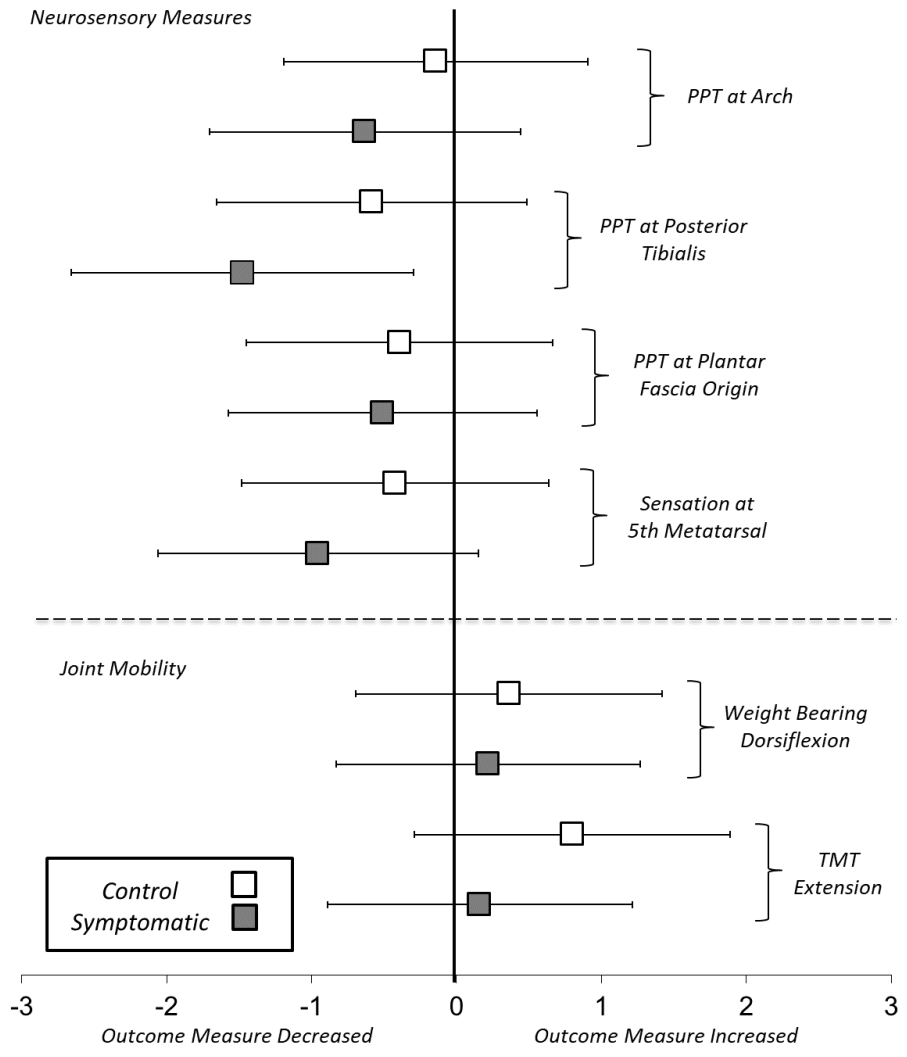 Neurosensory Measures
PPT at Arch
PPT at Posterior
Tibialis
PPT at Plantar
Fascia Origin
Sensation at
5th Metatarsal
Joint Mobility
Weight Bearing
Dorsiflexion
TMT
Extension
Control
Symptomatic
-3 -2 -1 0 1 2 3
Outcome Measure Decreased Outcome Measure Increased